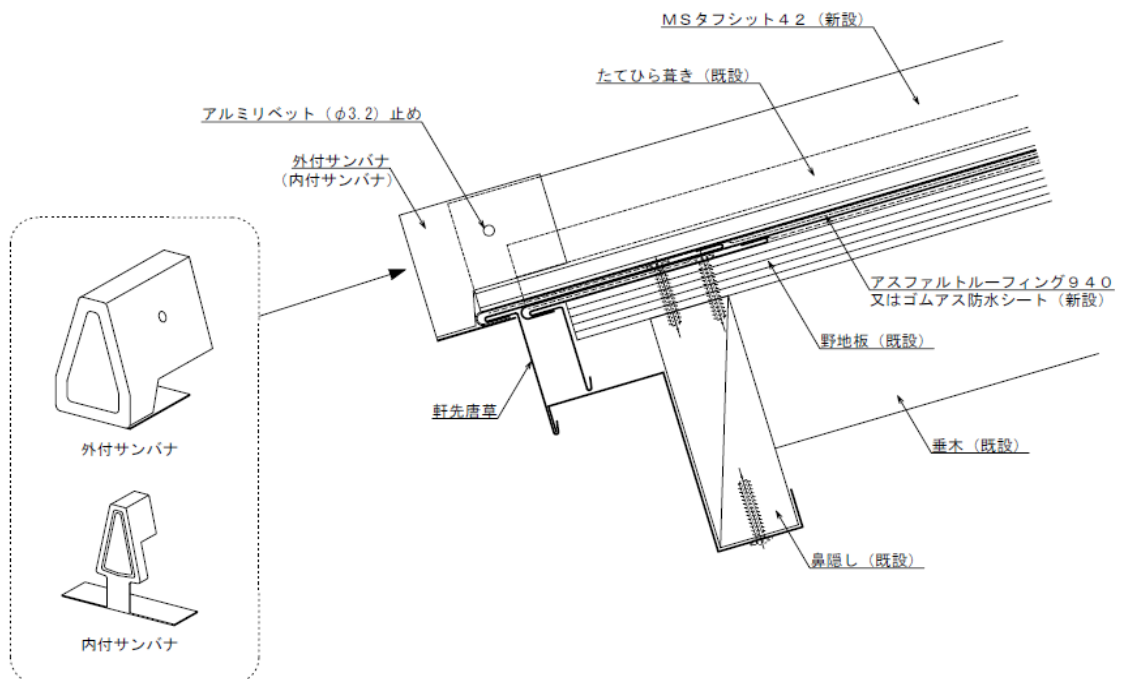 MSタフシット42（新設）
たてひら葺き（既設）
アルミリベット（φ3.2）止め
外付サンバナ
（内付サンバナ）
アスファルトルーフィング940
又はゴムアス防水シート（新設）
野地板（既設）
軒先唐草
垂木（既設）
外付サンバナ
鼻隠し（既設）
内付サンバナ